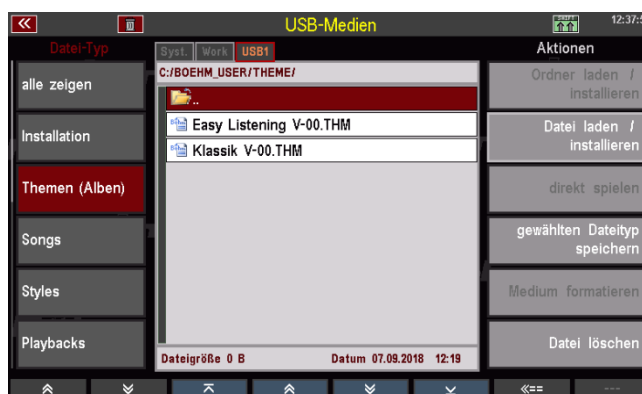 USB-Medien
12:37:
Datei-Typ
Syst. Work USB1
Aktionen
C:/BOEHM_USER/THEME/
..
Easy Listening V-00.THM
Klassik V-00.THM
alle zeigen
Installation
Themen (Alben)
Songs
Styles
Playbacks
Ordner laden /
installieren
Datei laden /
installieren
direkt spielen
gewählten Dateityp
speichern
Medium formatieren
Datei löschen
Dateigröße 0 B Datum 07.09.2018 12:19
«== ---